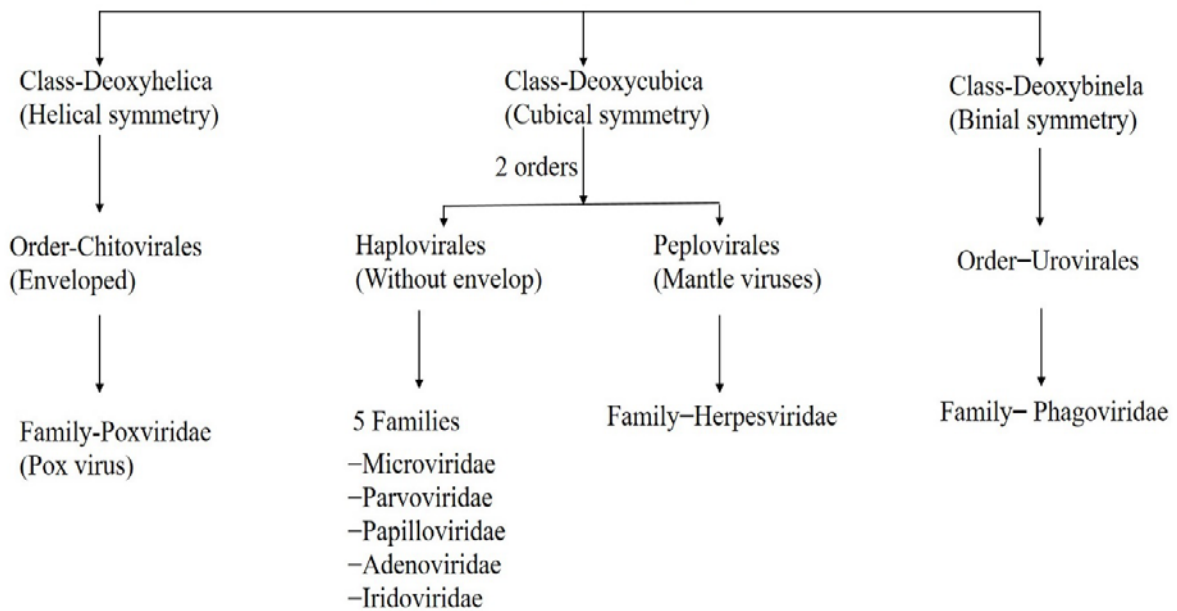 Class-Deoxyhelica
(Helical symmetry)
Order-Chitovirales
(Enveloped)
Family-Poxviridae
(Pox virus)
Class-Deoxycubica
(Cubical symmetry)
2 orders
Haplovirales
(Without envelop)
5 Families
−Microviridae
−Parvoviridae
−Papilloviridae
−Adenoviridae
−Iridoviridae
Peplovirales
(Mantle viruses)
Family−Herpesviridae
Class-Deoxybinela
(Binial symmetry)
Order−Urovirales
Family− Phagoviridae